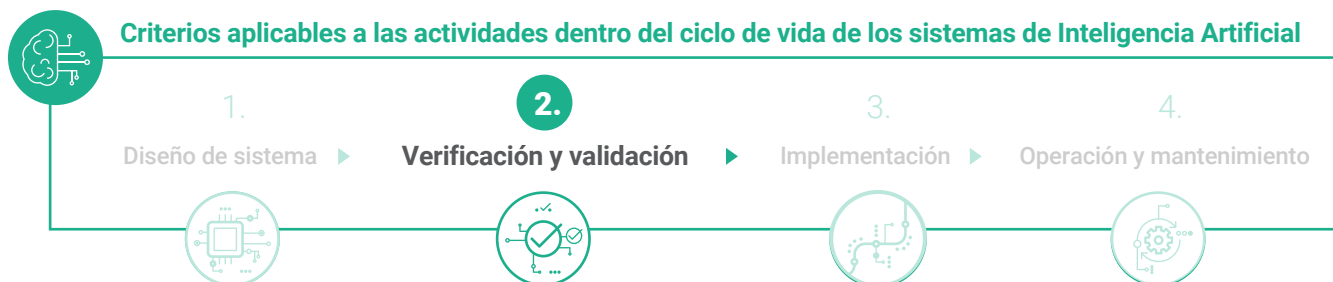 Criterios aplicables a las actividades dentro del ciclo de vida de los sistemas de Inteligencia Artificial
1.
Diseño de sistema
2.
Verificación y validación
3.
Implementación
4.
Operación y mantenimiento